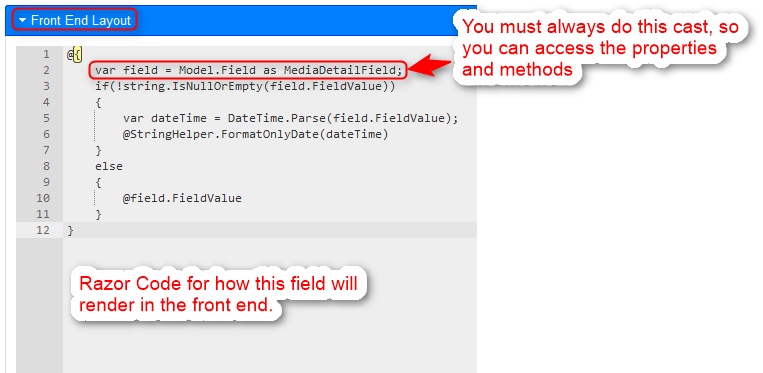 Front End Layout
You must always do this cast, so
you can access the properties
and methods
1 @{
2 var field = Model.Field as MediaDetailField;
3 if(!string.IsNullOrEmpty(field.FieldValue))
4 {
5 var dateTime = DateTime.Parse(field.FieldValue);
6 @StringHelper.FormatOnlyDate(dateTime)
7 }
8 else
9 {
10 @field.FieldValue
11 }
12 }
Razor Code for how this field will
render in the front end.